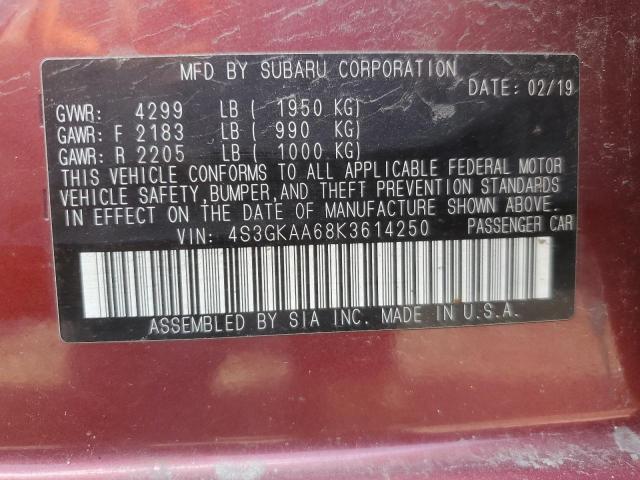 MFD BY SUBARU CORPORATION
DATE: 02/19
GVWR: 4299 LB ( 1950 KG)
GAWR: F 2183 LB ( 990 KG)
GAWR: R 2205 LB ( 1000 KG)
THIS VEHICLE CONFORMS TO ALL APPLICABLE FEDERAL MOTOR
VEHICLE SAFETY,BUMPER,AND THEFT PREVENTION STANDARDS
IN EFFECT ON THE DATE OF MANUFACTURE SHOWN ABOVE.
VIN: 4S3GKAA68K3614250 PASSENGER CAR
ASSEMBLED BY SIA INC. MADE IN U.S.A.